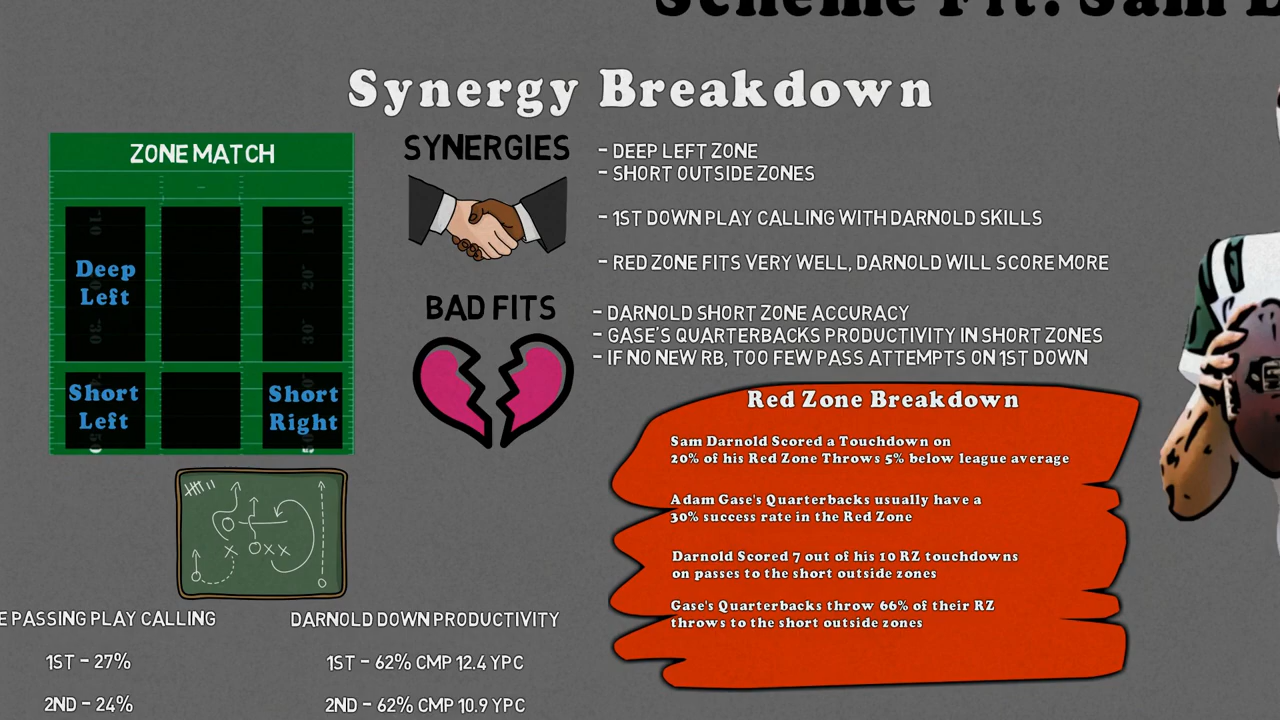 Scheme Fit: Sam
Synergy Breakdown
ZONE MATCH
Deep
Left
Short
Left
Short
Right
SYNERGIES
- DEEP LEFT ZONE
- SHORT OUTSIDE ZONES
- 1ST DOWN PLAY CALLING WITH DARNOLD SKILLS
- RED ZONE FITS VERY WELL, DARNOLD WILL SCORE MORE
BAD FITS
- DARNOLD SHORT ZONE ACCURACY
- GASE'S QUARTERBACKS PRODUCTIVITY IN SHORT ZONES
- IF NO NEW RB, TOO FEW PASS ATTEMPTS ON 1ST DOWN
Red Zone Breakdown
Sam Darnold Scored a Touchdown on
20% of his Red Zone Throws 5% below league average
Adam Gase's Quarterbacks usually have a
30% success rate in the Red Zone
Darnold Scored 7 out of his 10 RZ touchdowns
on passes to the short outside zones
Gase's Quarterbacks throw 66% of their RZ
throws to the short outside zones
E PASSING PLAY CALLING
1ST - 27%
2ND - 24%
DARNOLD DOWN PRODUCTIVITY
1ST - 62% CMP 12.4 YPC
2ND - 62% CMP 10.9 YPC